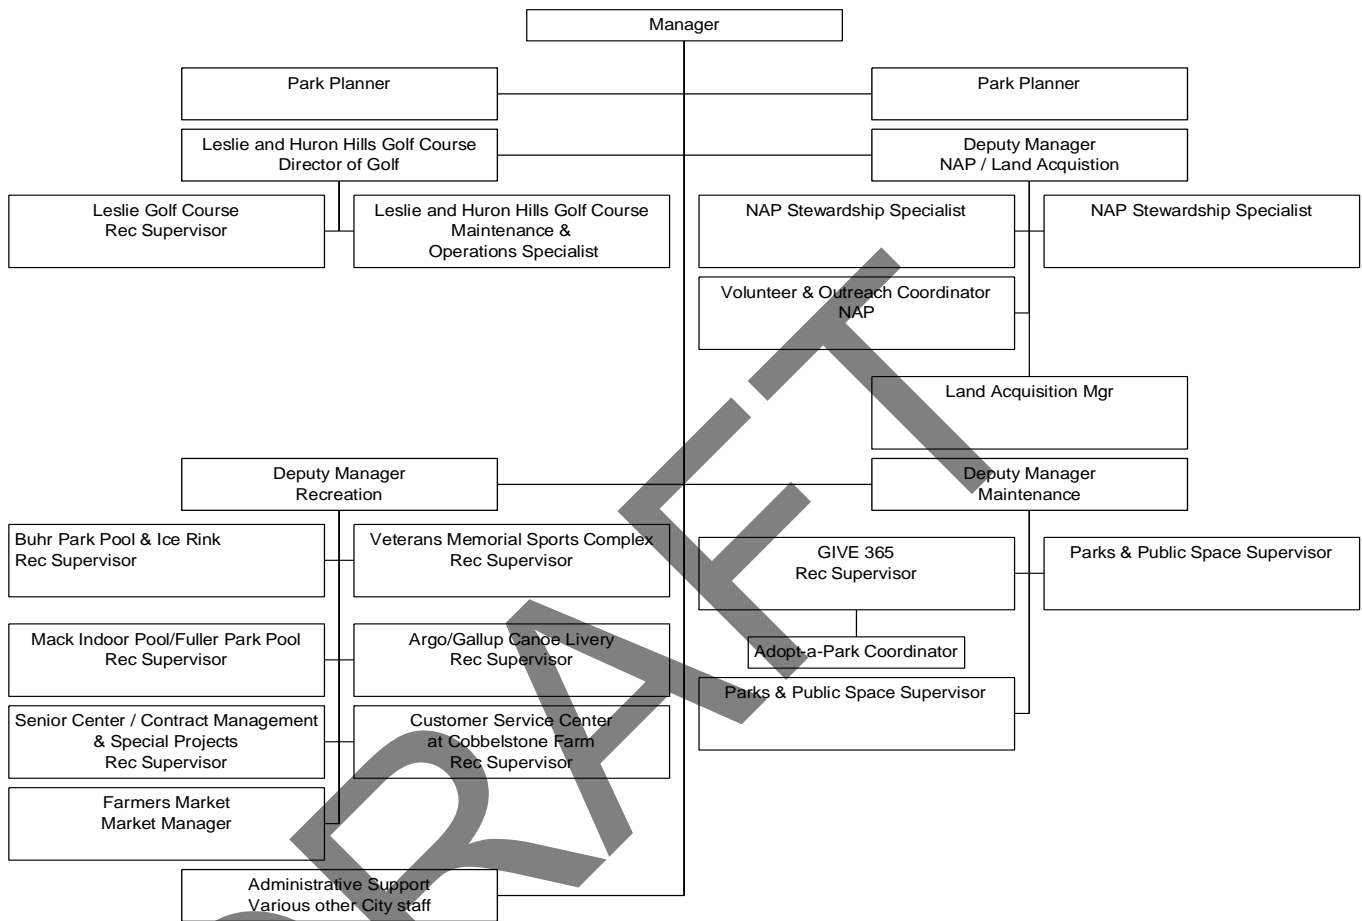 Manager
Park Planner
Park Planner
Leslie and Huron Hills Golf Course
Director of Golf
Deputy Manager
NAP / Land Acquistion
Leslie Golf Course
Rec Supervisor
Leslie and Huron Hills Golf Course
Maintenance &
Operations Specialist
NAP Stewardship Specialist
NAP Stewardship Specialist
Volunteer & Outreach Coordinator
NAP
Land Acquisition Mgr
Deputy Manager
Recreation
Deputy Manager
Maintenance
Buhr Park Pool & Ice Rink
Rec Supervisor
Veterans Memorial Sports Complex
Rec Supervisor
GIVE 365
Rec Supervisor
Parks & Public Space Supervisor
Mack Indoor Pool/Fuller Park Pool
Rec Supervisor
Argo/Gallup Canoe Livery
Rec Supervisor
Adopt-a-Park Coordinator
Parks & Public Space Supervisor
Senior Center / Contract Management
& Special Projects
Rec Supervisor
Customer Service Center
at Cobbelstone Farm
Rec Supervisor
Farmers Market
Market Manager
Administrative Support
Various other City staff
DRAFT